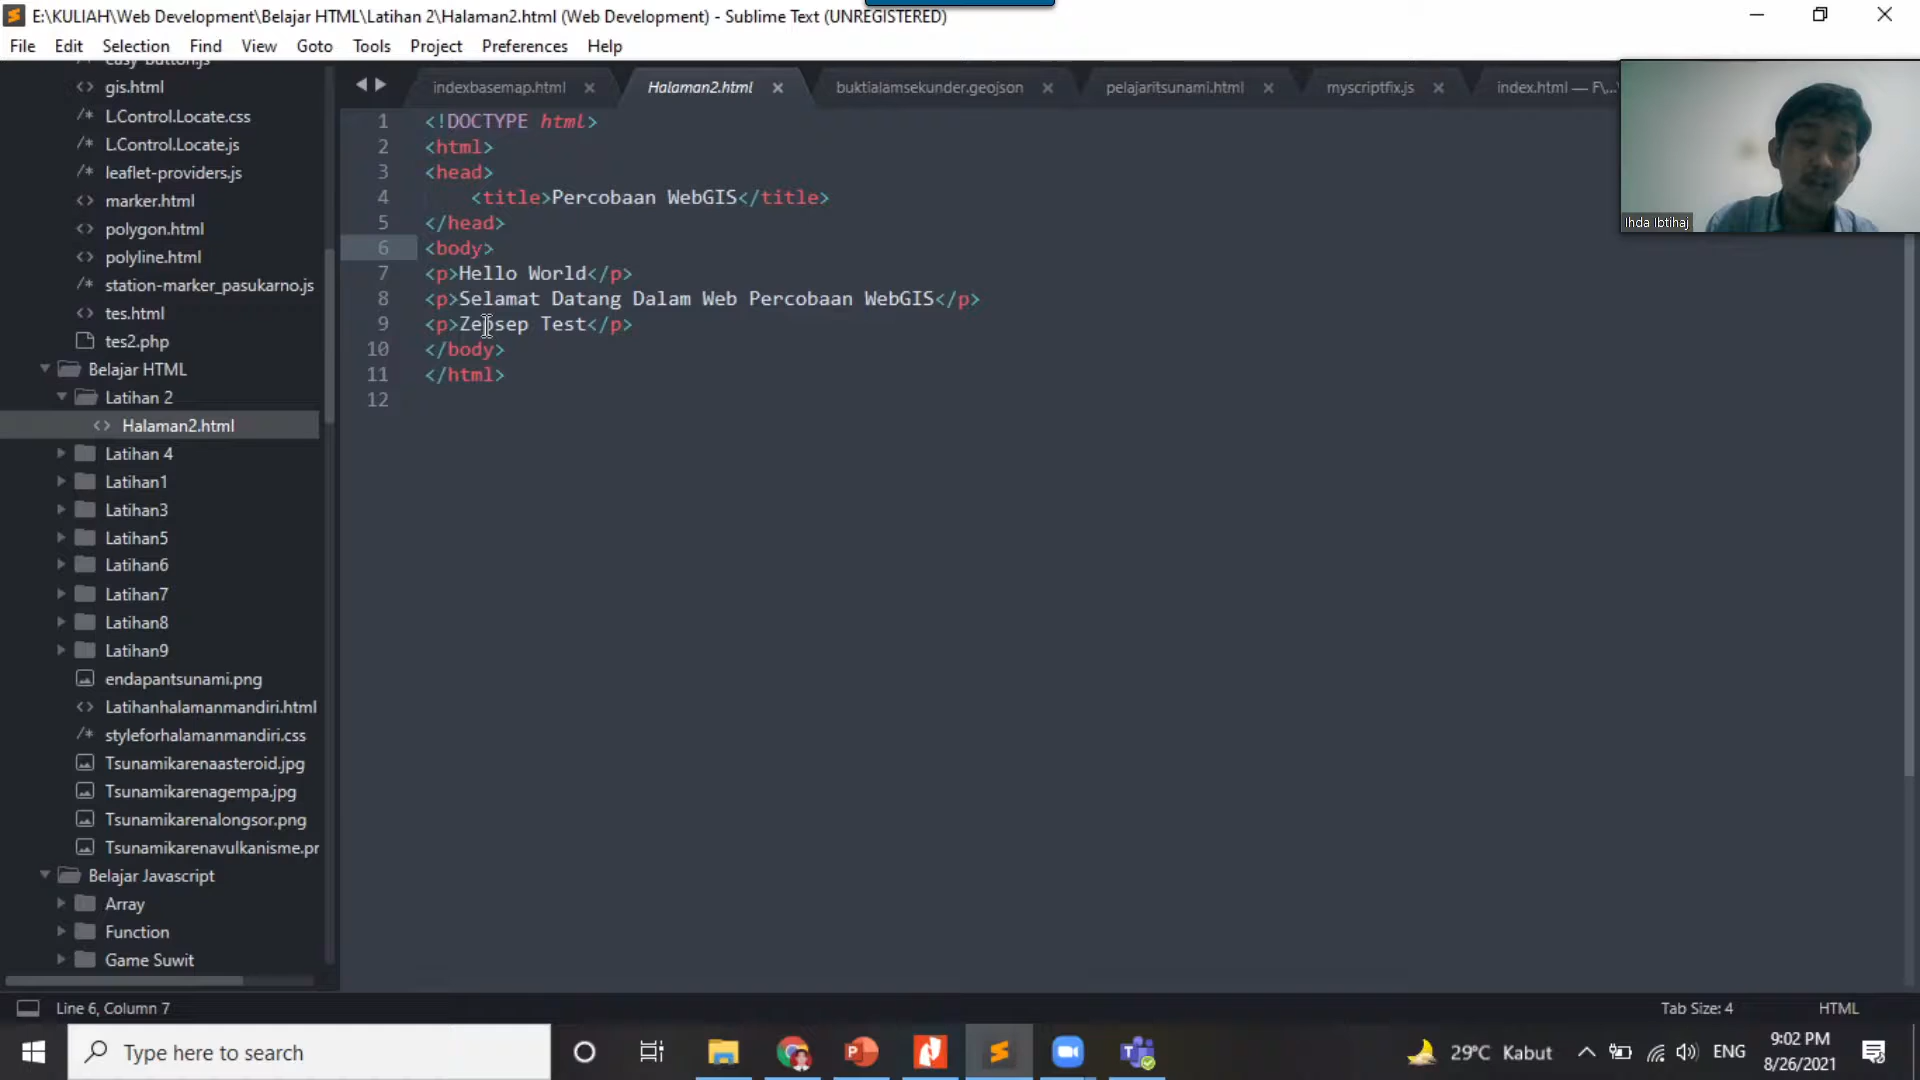 E:\KULIAH\Web Development\Belajar HTML\Latihan 2\Halaman2.html (Web Development) - Sublime Text (UNREGISTERED)
File Edit Selection Find View Goto Tools Project Preferences Help
easy-button.js
gis.html
L.Control.Locate.css
L.Control.Locate.js
leaflet-providers.js
marker.html
polygon.html
polyline.html
station-marker_pasukarno.js
tes.html
tes2.php
Belajar HTML
Latihan 2
Halaman2.html
Latihan 4
Latihan1
Latihan3
Latihan5
Latihan6
Latihan7
Latihan8
Latihan9
endapantsunami.png
Latihanhalamanmandiri.html
styleforhalamanmandiri.css
Tsunamikarenaasteroid.jpg
Tsunamikarenagempa.jpg
Tsunamikarenalongsor.png
Tsunamikarenavulkanisme.pr
Belajar Javascript
Array
Function
Game Suwit
indexbasemap.html Halaman2.html buktialamsekunder.geojson pelajaritsunami.html myscriptfix.js index.html — F\...\
1 <!DOCTYPE html>
2 <html>
3 <head>
4 <title>Percobaan WebGIS</title>
5 </head>
6 <body>
7 <p>Hello World</p>
8 <p>Selamat Datang Dalam Web Percobaan WebGIS</p>
9 <p>Zepsep Test</p>
10 </body>
11 </html>
12
Ihda Ibtihaj
Line 6, Column 7 Tab Size: 4 HTML
Type here to search
29°C Kabut ENG
9:02 PM
8/26/2021